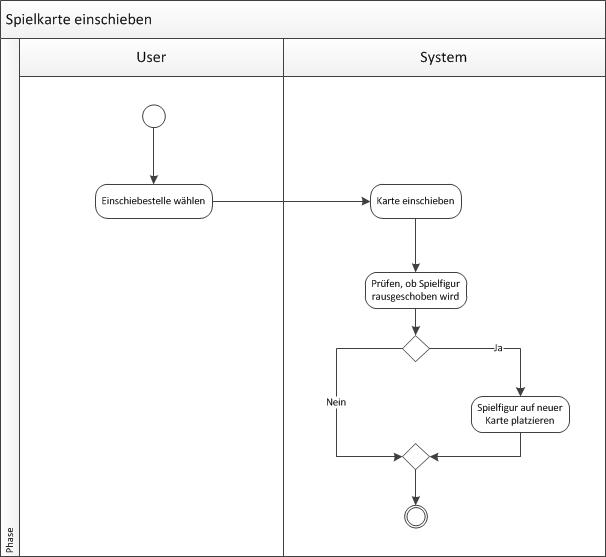 Spielkarte einschieben
User
System
Einschiebestelle wählen
Karte einschieben
Prüfen, ob Spielfigur
rausgeschoben wird
Ja
Nein
Spielfigur auf neuer
Karte platzieren
Phase